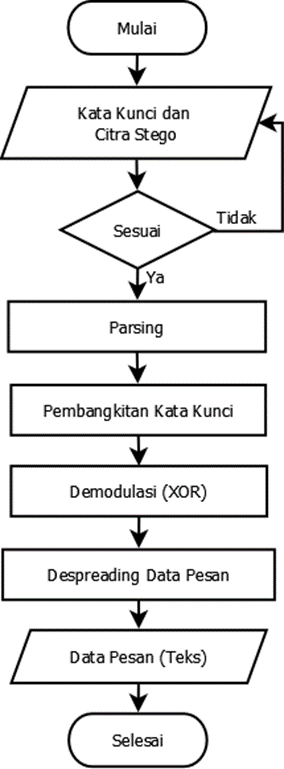 Mulai
Kata Kunci dan
Citra Stego
Sesuai
Tidak
Ya
Parsing
Pembangkitan Kata Kunci
Demodulasi (XOR)
Despreading Data Pesan
Data Pesan (Teks)
Selesai